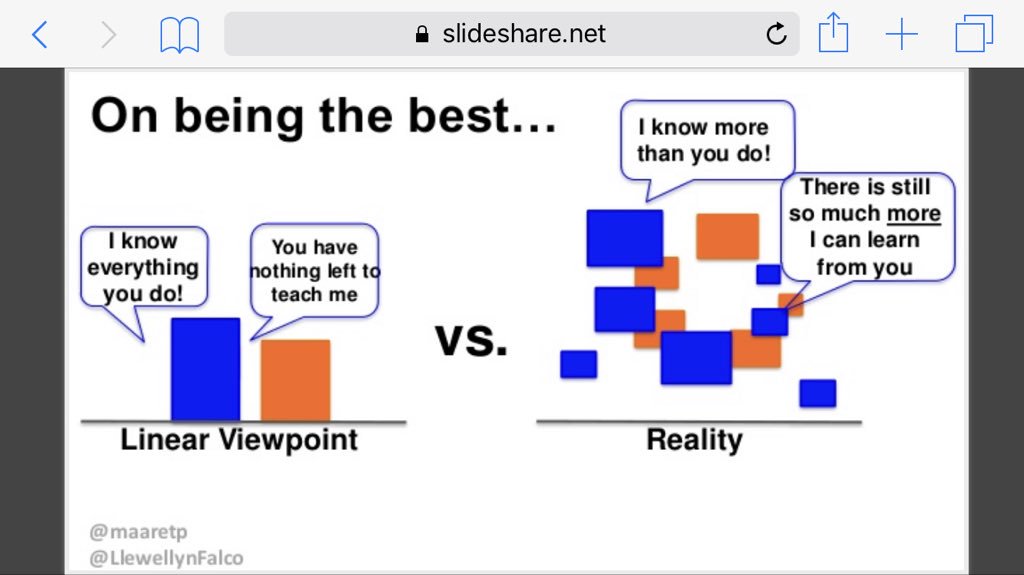 slideshare.net
On being the best...
I know
everything
you do!
You have
nothing left to
teach me
Linear Viewpoint
vs.
I know more
than you do!
There is still
so much more
I can learn
from you
Reality
@maaretp
@LlewellynFalco